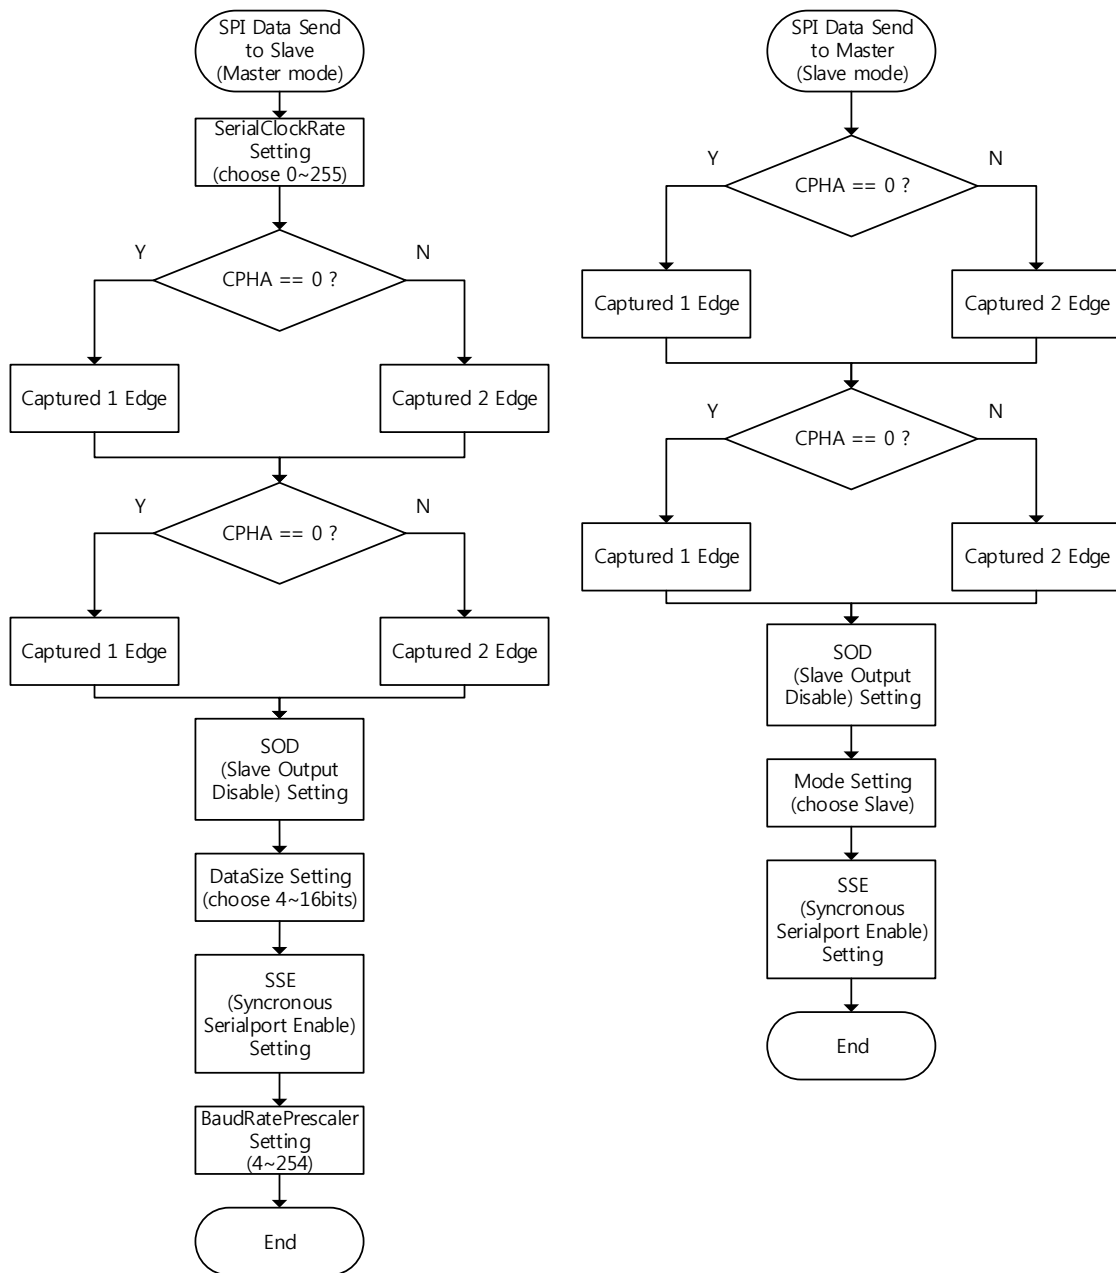 SPI Data Send
to Slave
(Master mode)
SerialClockRate
Setting
(choose 0~255)
Y
N
CPHA == 0 ?
Captured 1 Edge
Captured 2 Edge
Y
N
CPHA == 0 ?
Captured 1 Edge
Captured 2 Edge
SOD
(Slave Output
Disable) Setting
DataSize Setting
(choose 4~16bits)
SSE
(Syncronous
Serialport Enable)
Setting
BaudRatePrescaler
Setting
(4~254)
End
SPI Data Send
to Master
(Slave mode)
Y
N
CPHA == 0 ?
Captured 1 Edge
Captured 2 Edge
Y
N
CPHA == 0 ?
Captured 1 Edge
Captured 2 Edge
SOD
(Slave Output
Disable) Setting
Mode Setting
(choose Slave)
SSE
(Syncronous
Serialport Enable)
Setting
End